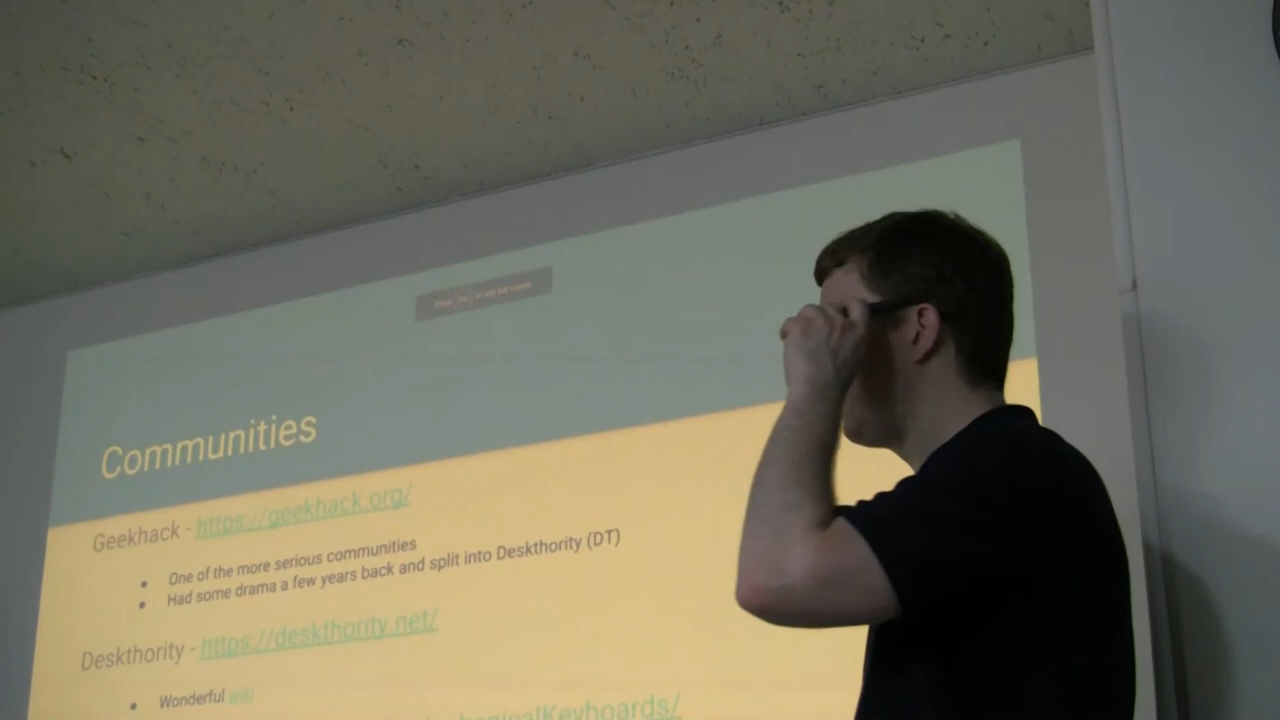 Communities
Geekhack - https://geekhack.org/
● One of the more serious communities
● Had some drama a few years back and split into Deskthority (DT)
Deskthority - https://deskthority.net/
● Wonderful wiki
hanicalKeyboards/